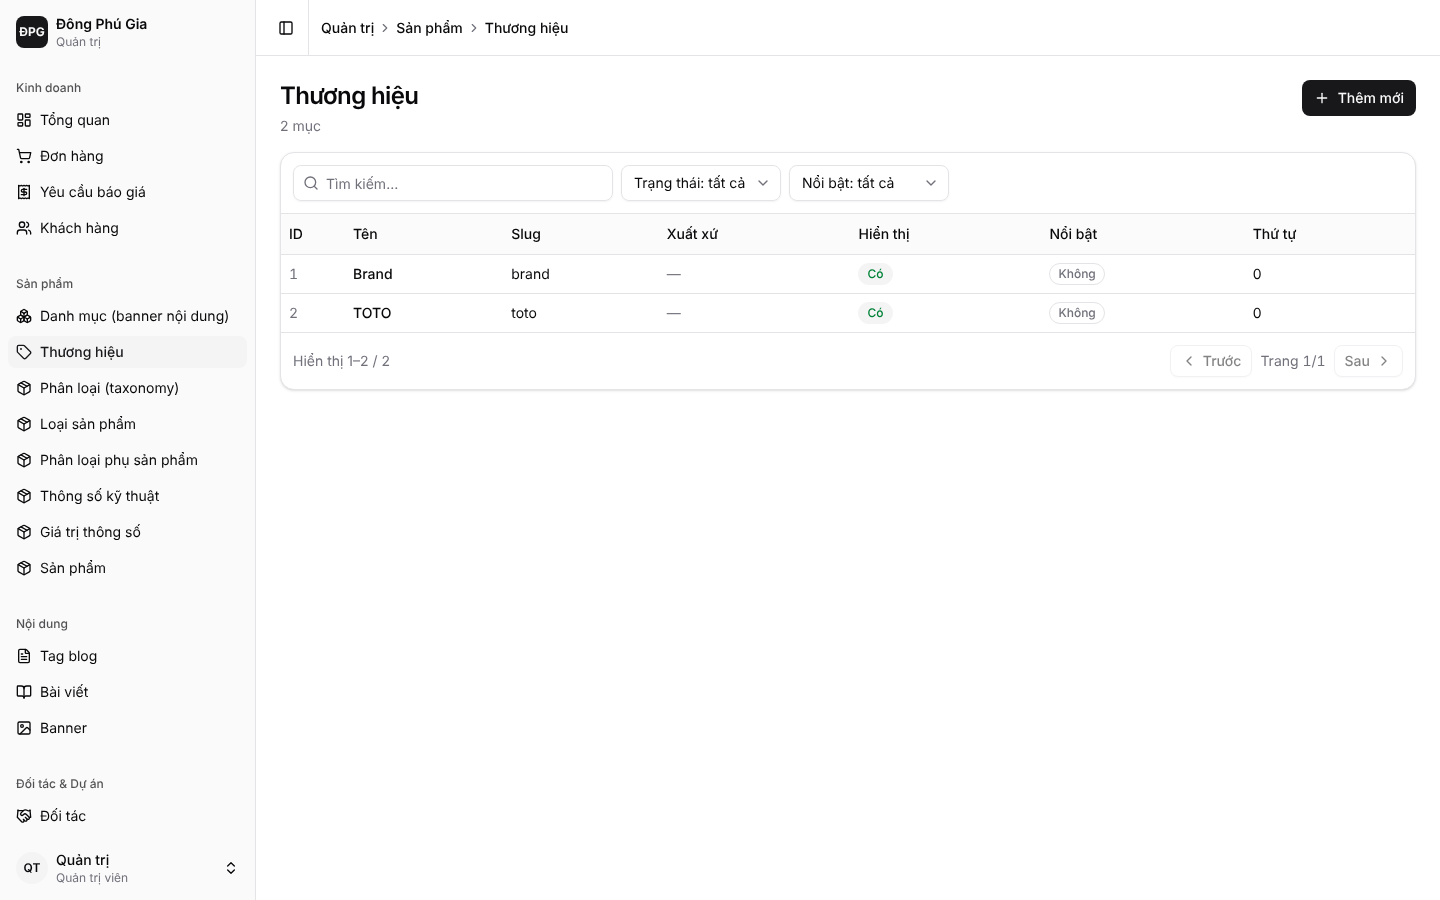 ĐPG
Đông Phú Gia
Quản trị
Kinh doanh
Tổng quan
Đơn hàng
Yêu cầu báo giá
Khách hàng
Sản phẩm
Danh mục (banner nội dung)
Thương hiệu
Phân loại (taxonomy)
Loại sản phẩm
Phân loại phụ sản phẩm
Thông số kỹ thuật
Giá trị thông số
Sản phẩm
Nội dung
Tag blog
Bài viết
Banner
Đối tác & Dự án
Đối tác
QT
Quản trị
Quản trị viên
Quản trị > Sản phẩm > Thương hiệu
Thương hiệu
2 mục
Thêm mới
Tìm kiếm... Trạng thái: tất cả Nổi bật: tất cả
ID Tên Slug Xuất xứ Hiển thị Nổi bật Thứ tự
1 Brand brand — Có Không 0
2 TOTO toto — Có Không 0
Hiển thị 1–2 / 2 Trước Trang 1/1 Sau